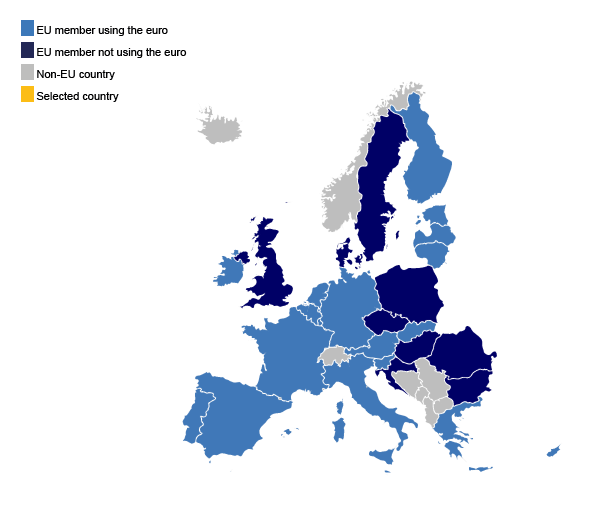 EU member using the euro
EU member not using the euro
Non-EU country
Selected country